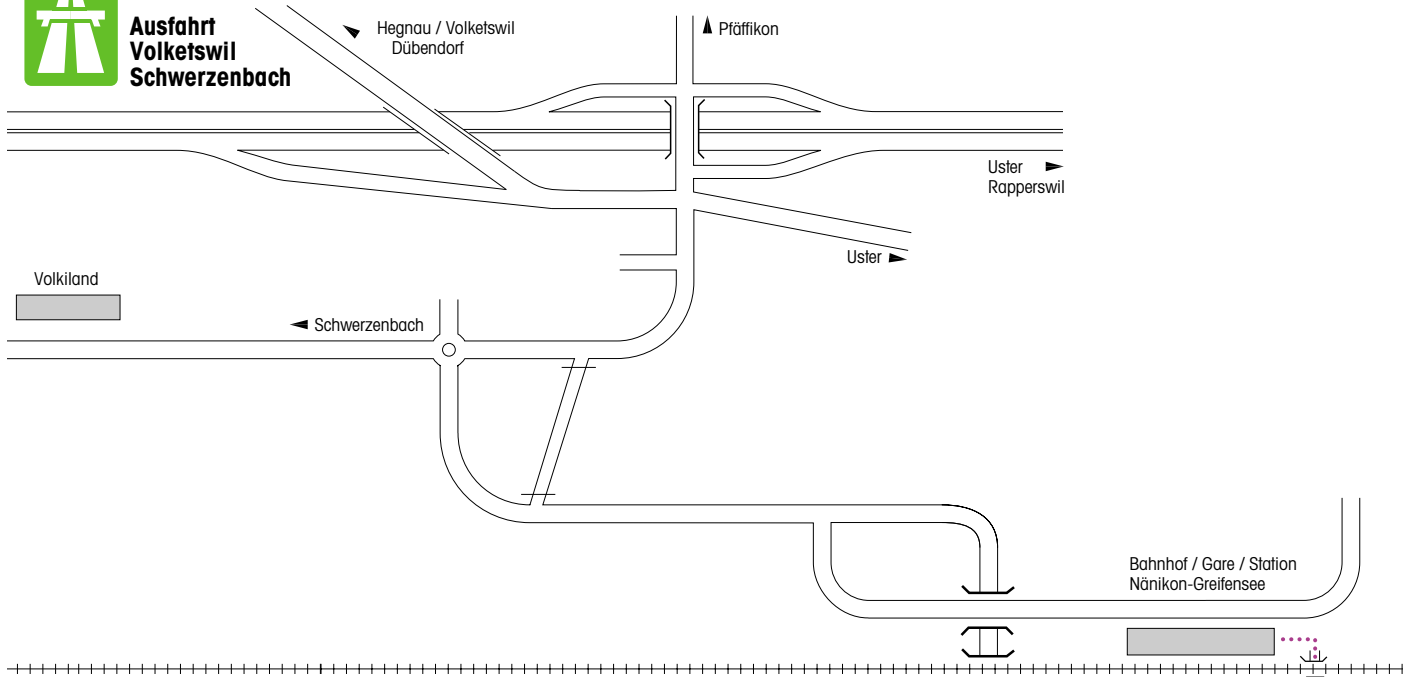 Ausfahrt
Volketswil
Schwerzenbach
Hegnau / Volketswil
Dübendorf
Pfäffikon
Uster
Rapperswil
Uster
Volkiland
Schwerzenbach
Bahnhof / Gare / Station
Nänikon-Greifensee